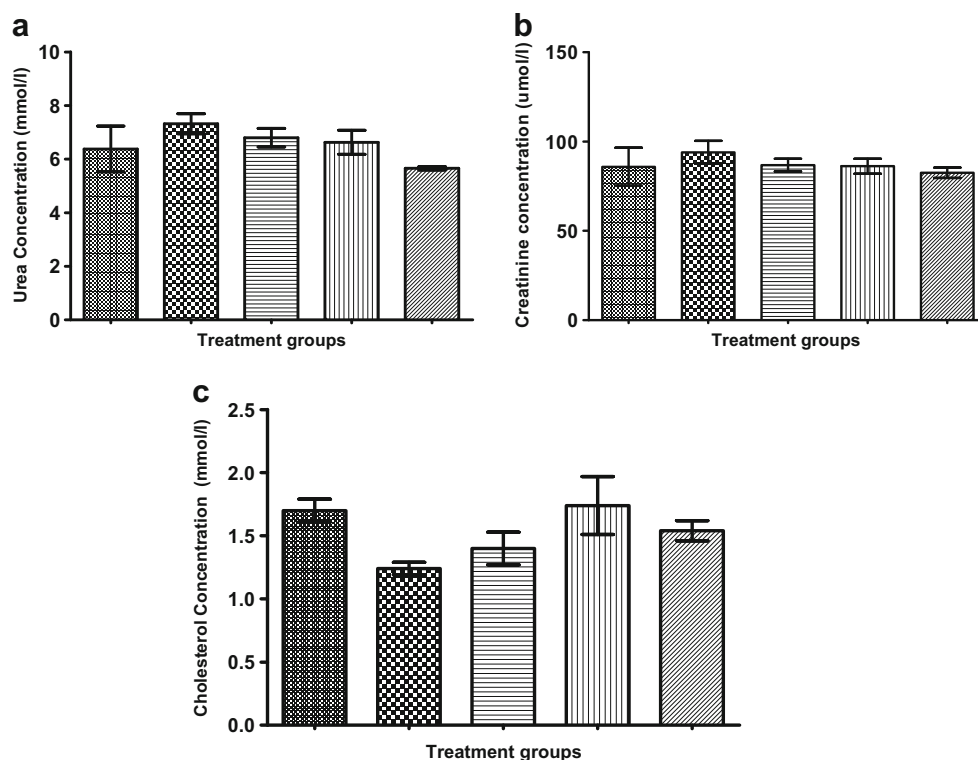 a
10
8
6
4
2
0
Urea Concentration (mmol/l)
Treatment groups
b
150
100
50
0
Creatinine concentration (umol/l)
Treatment groups
c
2.5
2.0
1.5
1.0
0.5
0.0
Cholesterol Concentration (mmol/l)
Treatment groups